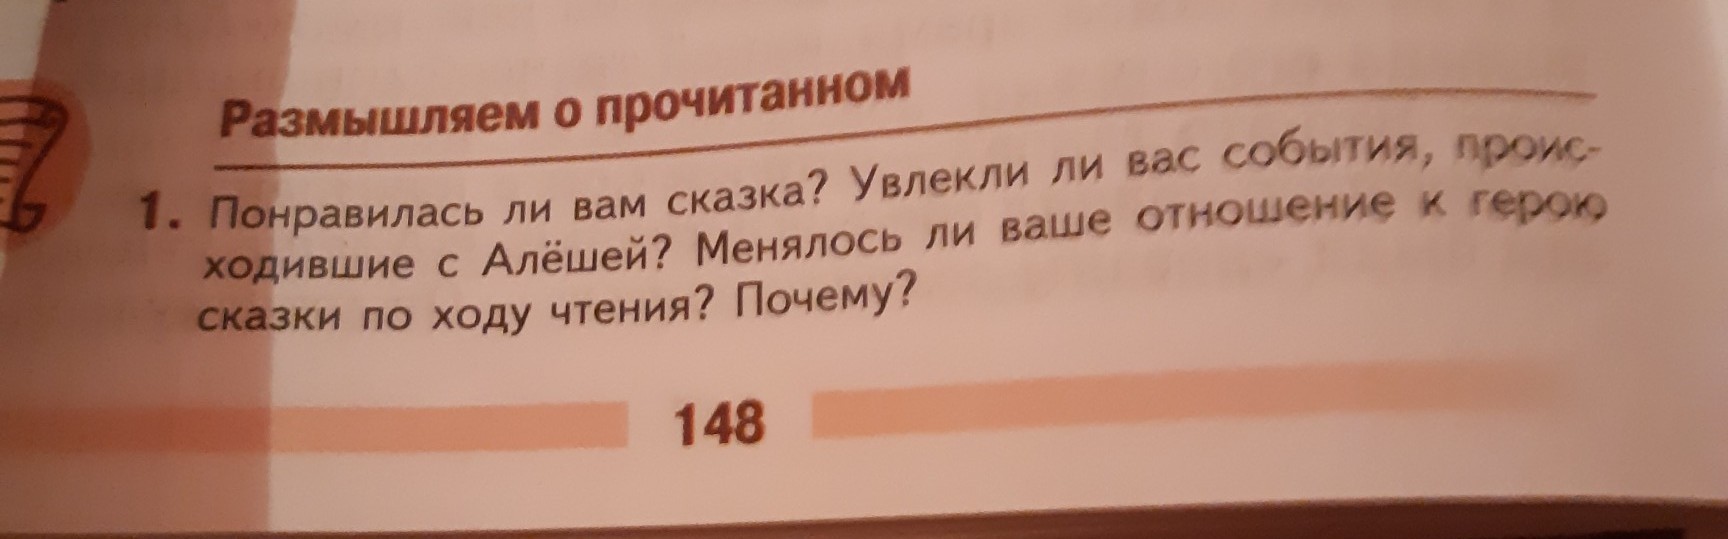 Размышляем о прочитанном
1. Понравилась ли вам сказка? Увлекли ли вас события, проис-
ходившие с Алёшей? Менялось ли ваше отношение к герою
сказки по ходу чтения? Почему?
148